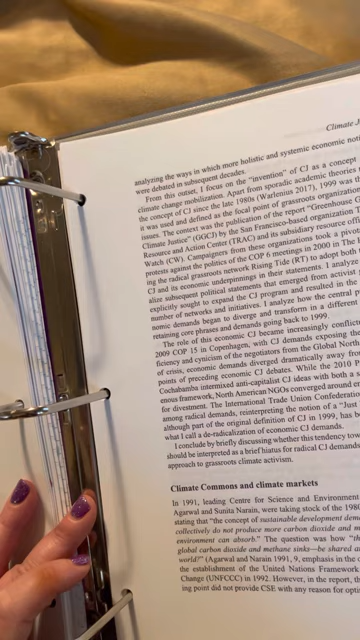 Climate J
analyzing the ways in which more holistic and systemic economic
were debated in subsequent decades.
From this outset, I focus on the "invention" of CJ as a concept
climate change mobilization. Apart from sporadic academic theories
the concept of CJ since the late 1980s (Warlenius 2017), 1999 was
it was used and defined as the focal point of grassroots
issues. The context was the publication of the report "Greenhouse G
Climate Justice" (GGCJ) by the San Francisco-based organization
Resource and Action Center (TRAC) and its subsidiary resource
Watch (CW). Campaigners from these organizations took a
protests against the politics of the COP 6 meetings in 2000 in The
ing the radical grassroots network Rising Tide (RT) to adopt both
CJ and its economic underpinnings in their statements. I analyze
alize subsequent political statements that emerged from activist
explicitly sought to expand the CJ program and resulted in the
number of networks and initiatives. I analyze how the central
nomic demands began to diverge and transform in a different
retaining core phrases and demands going back to 1999.
The role of this economic CJ became increasingly
2009 COP 15 in Copenhagen, with CJ demands exposing the
ficiency and cynicism of the negotiators from the Global North
of crisis, economic demands diverged dramatically away from
points of preceding economic CJ debates. While the 2010 P
Cochabamba intermixed anti-capitalist CJ ideas with both a
enous framework, North American NGOs converged around
for divestment. The International Trade Union Confederation
among radical demands, reinterpreting the notion of a "Just
although part of the original definition of CJ in 1999, has
what I call a de-radicalization of economic CJ demands.
I conclude by briefly discussing whether this tendency
should be interpreted as a brief hiatus for radical CJ demands
approach to grassroots climate activism.
Climate Commons and climate markets
In 1991, leading Centre for Science and Environment
Agarwal and Sunita Narain, were taking stock of the 1980
stating that "the concept of sustainable development
collectively do not produce more carbon dioxide and m
environment can absorb." The question was how
global carbon dioxide and methane sinks—be shared
world?" (Agarwal and Narain 1991, 9, emphasis in the
the establishment of the United Nations Framework
Change (UNFCCC) in 1992. However, in the report, th
ing point did not provide CSE with any reason for